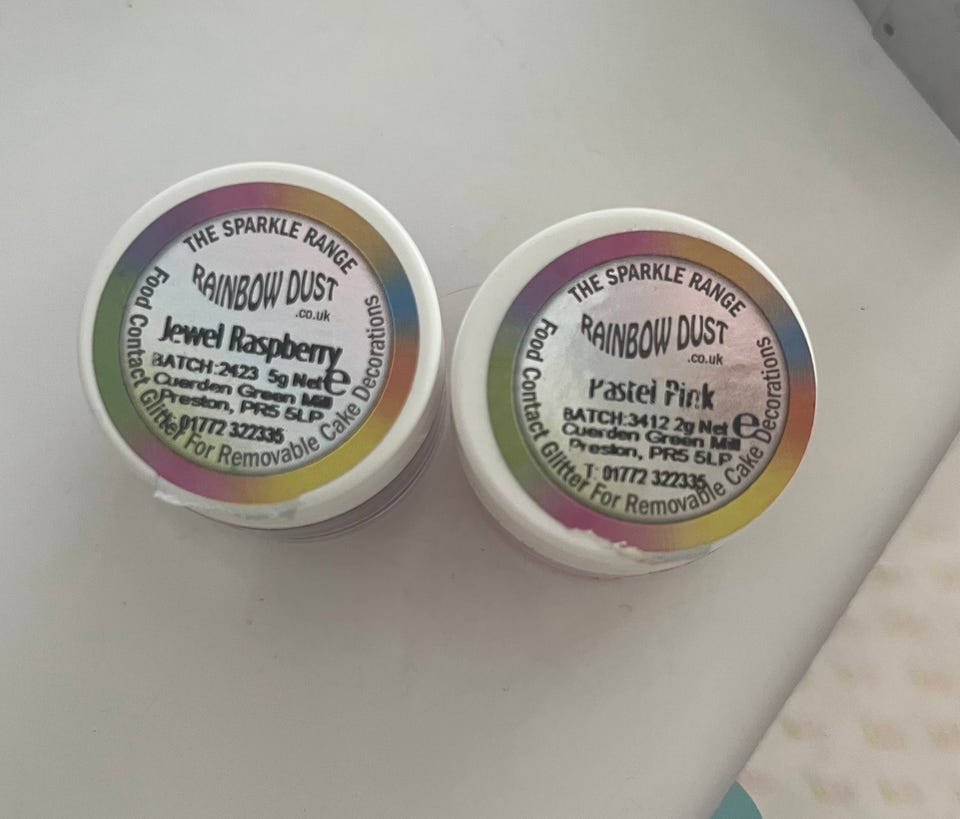 THE SPARKLE RANGE
RAINBOW DUST
.co.uk
Jewel Raspberry
BATCH:2423 5g Net e
Cuerden Green Mill
Preston, PR5 5LP
01772 322335
Food Contact Glitter For Removable Cake Decorations
THE SPARKLE RANGE
RAINBOW DUST
.co.uk
Pastel Pink
BATCH:3412 2g Net e
Cuerden Green Mill
Preston, PR5 5LP
T: 01772 322335
Food Contact Glitter For Removable Cake Decorations